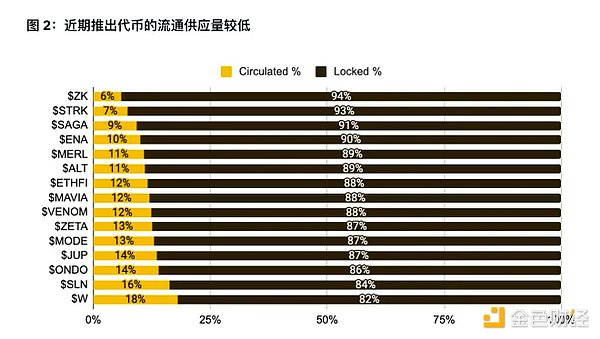 图 2：近期推出代币的流通供应量较低
Circulated % Locked %
$ZK 6% 94%
$STRK 7% 93%
$SAGA 9% 91%
$ENA 10% 90%
$MERL 11% 89%
$ALT 11% 89%
$ETHFI 12% 88%
$MAVIA 12% 88%
$VENOM 12% 88%
$ZETA 13% 87%
$MODE 13% 87%
$JUP 14% 87%
$ONDO 14% 86%
$SLN 16% 84%
$W 18% 82%
0% 25% 50% 75% 100%
金色财经